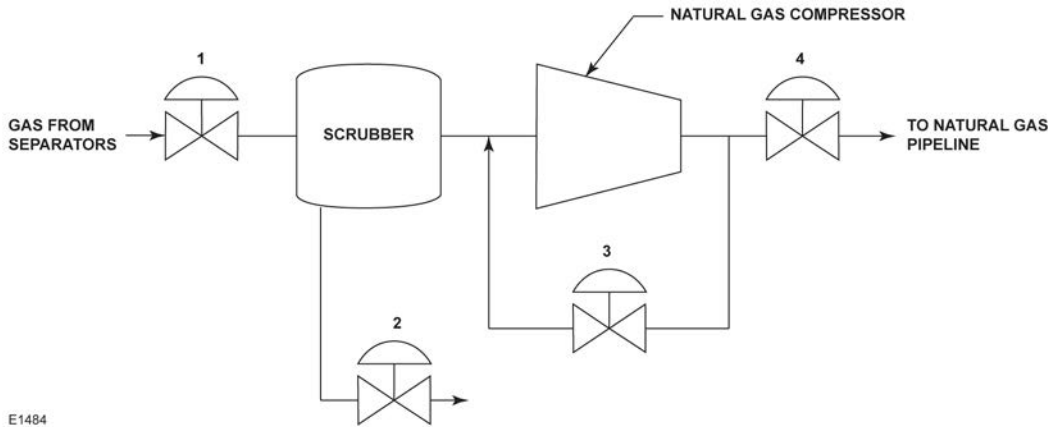 NATURAL GAS COMPRESSOR
1
4
GAS FROM
SEPARATORS
SCRUBBER
TO NATURAL GAS
PIPELINE
3
2
E1484